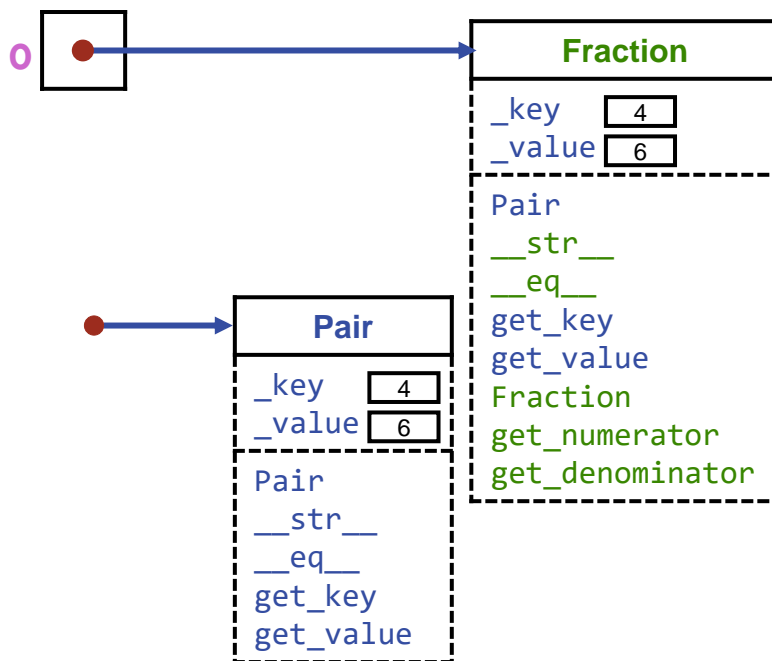 o
Fraction
_key 4
_value 6
Pair
__str__
__eq__
get_key
get_value
Fraction
get_numerator
get_denominator
Pair
_key 4
_value 6
Pair
__str__
__eq__
get_key
get_value